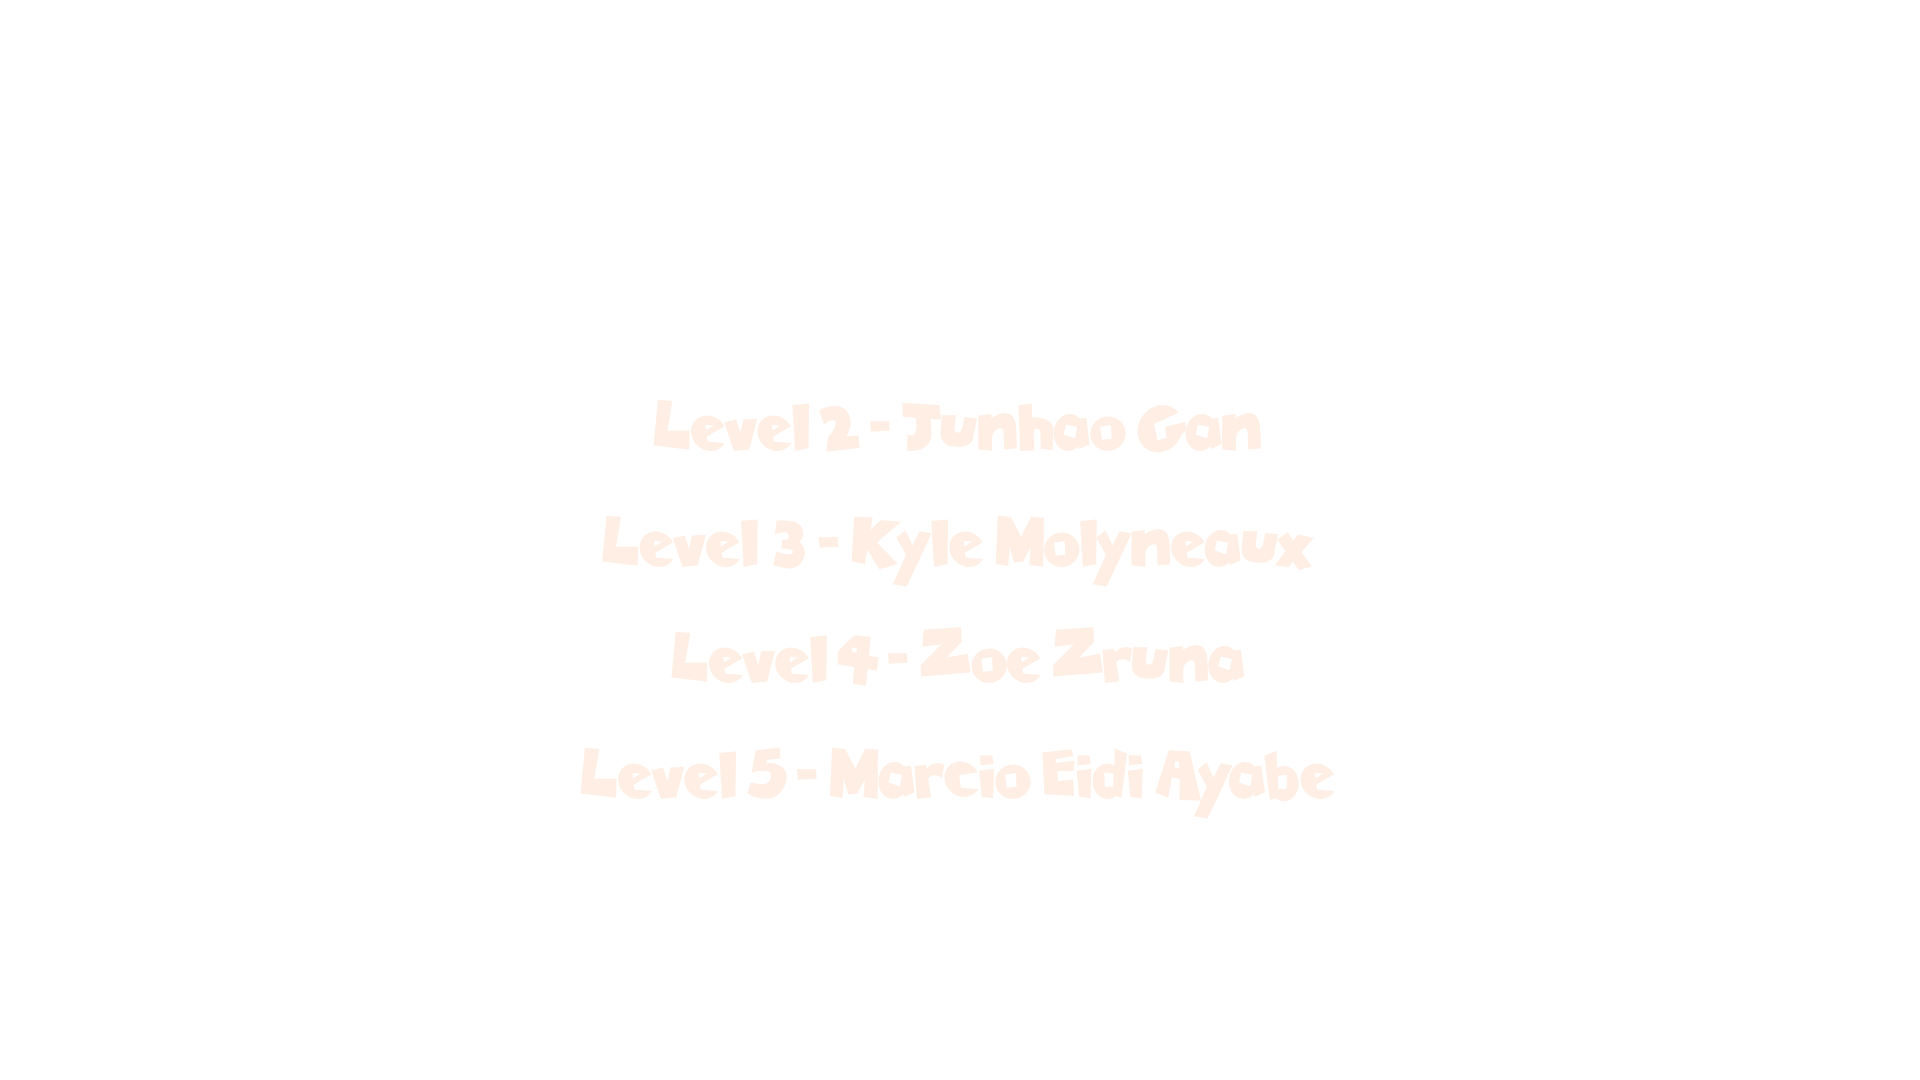 Level 2 - Junhao Gan
Level 3 - Kyle Molyneaux
Level 4 - Zoe Zruna
Level 5 - Marcio Eidi Ayabe